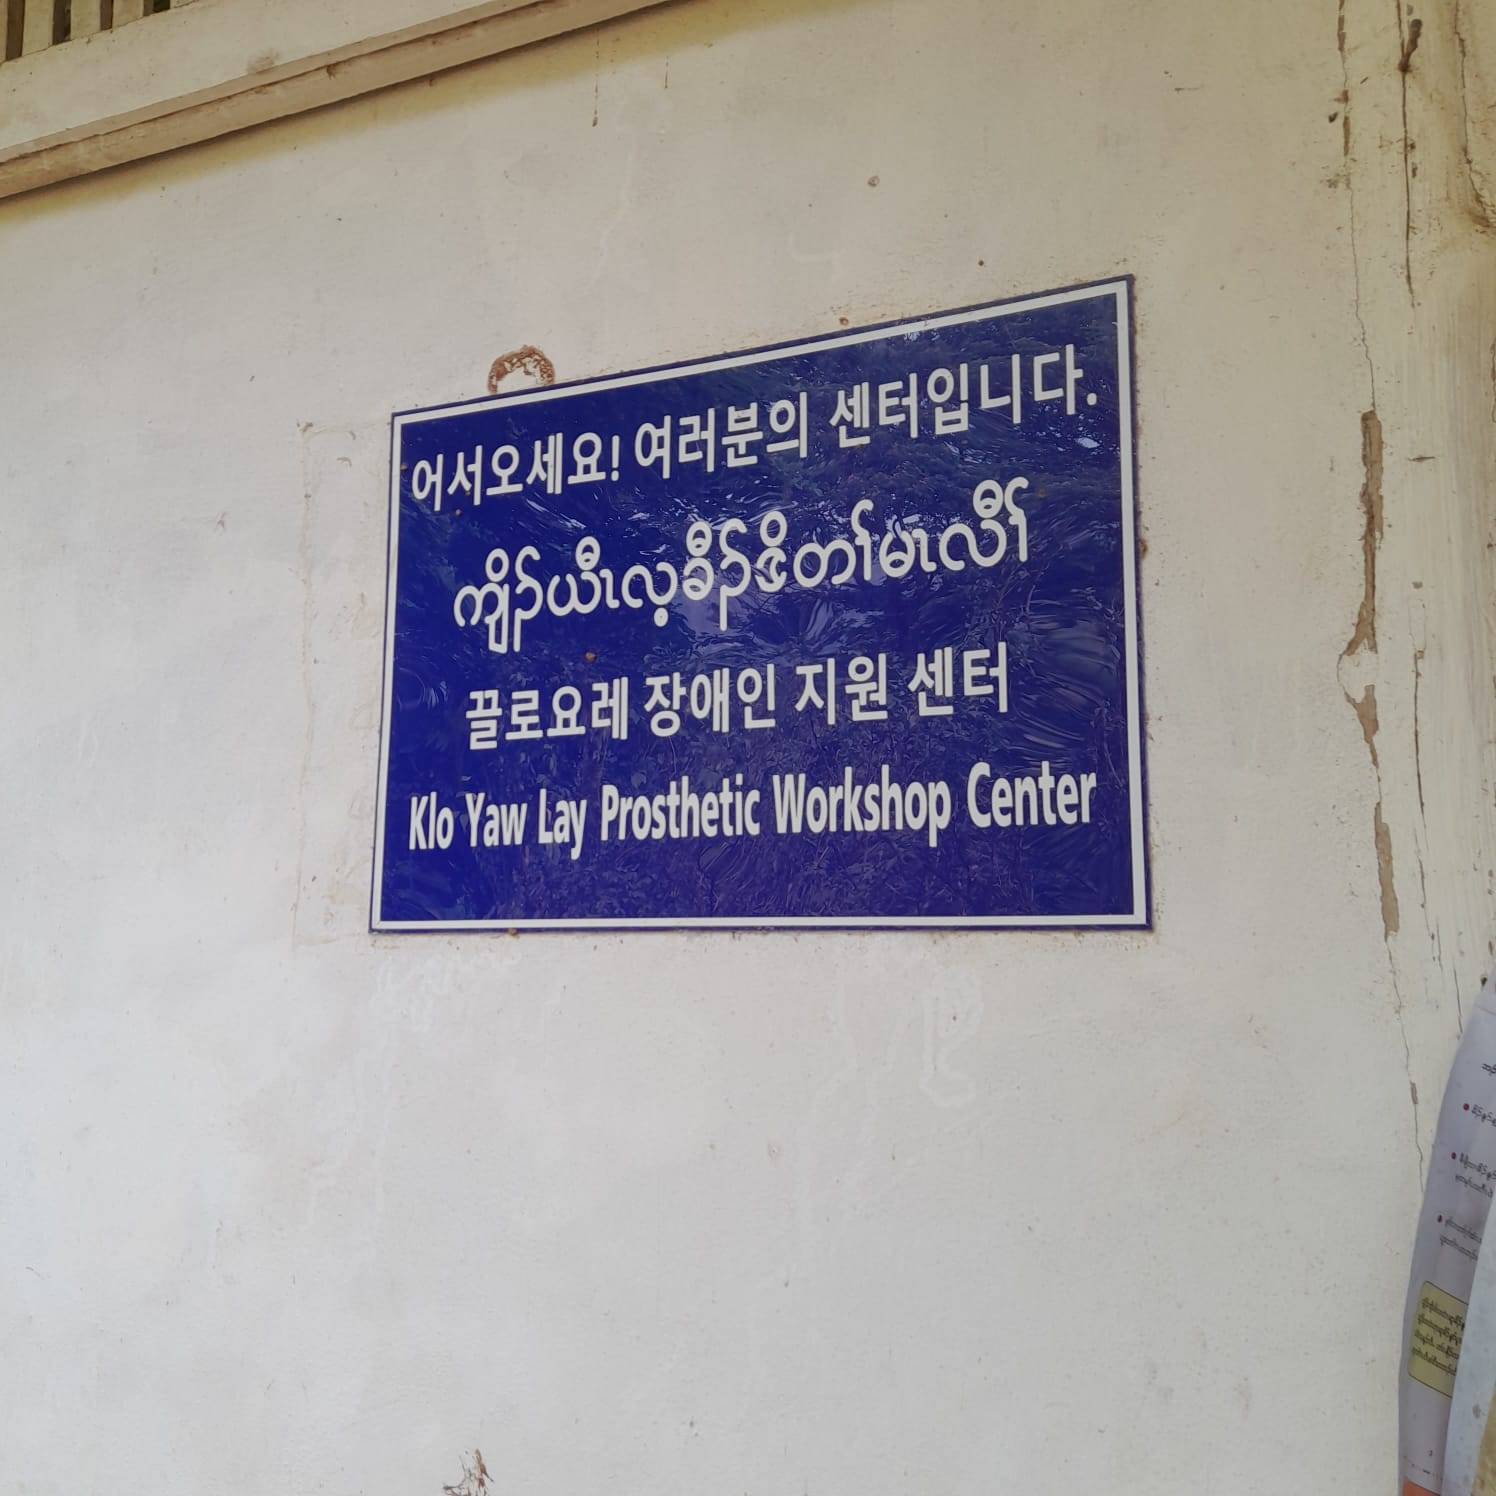 어서오세요! 여러분의 센터입니다.
ကျိၣ်ယီၤလ့ခီၣ်ဇိတၢ်မၤလီၢ်
끌로요레 장애인 지원 센터
Klo Yaw Lay Prosthetic Workshop Center